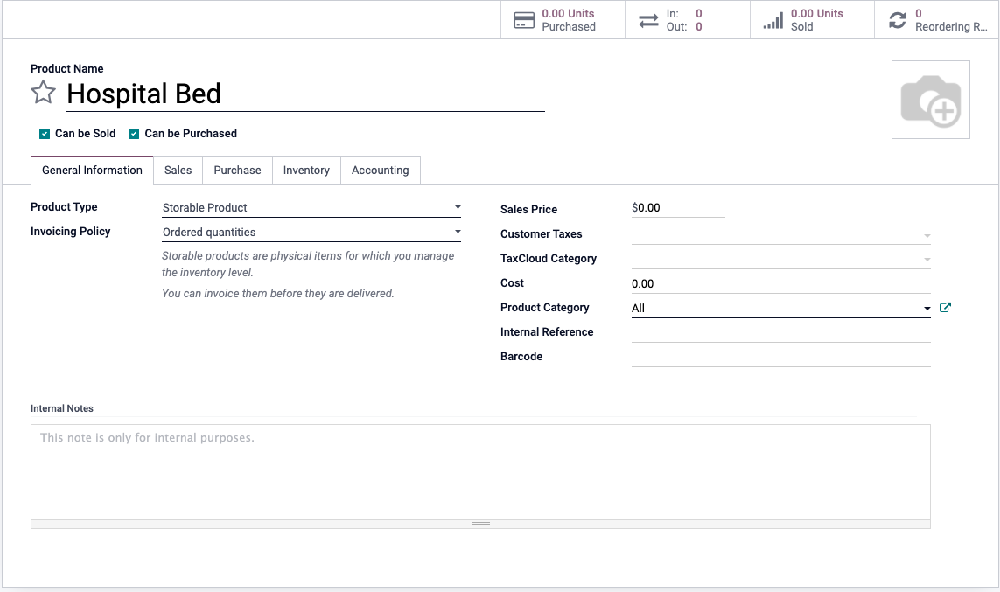 0.00 Units
Purchased
In: 0
Out: 0
0.00 Units
Sold
0
Reordering R...
Product Name
Hospital Bed
Can be Sold Can be Purchased
General Information Sales Purchase Inventory Accounting
Product Type Storable Product
Invoicing Policy Ordered quantities
Storable products are physical items for which you manage
the inventory level.
You can invoice them before they are delivered.
Sales Price $0.00
Customer Taxes
TaxCloud Category
Cost 0.00
Product Category All
Internal Reference
Barcode
Internal Notes
This note is only for internal purposes.